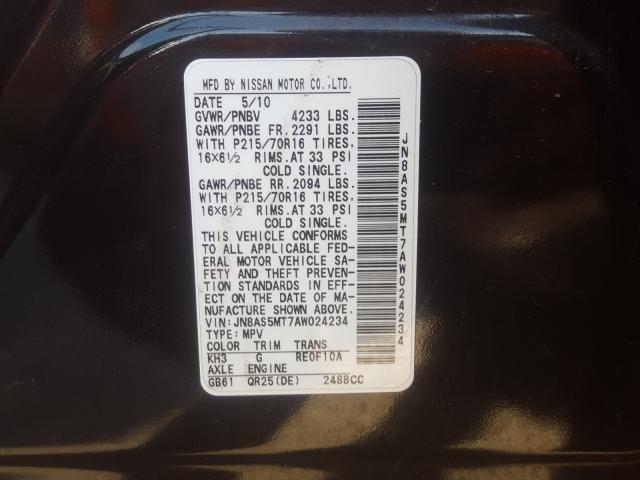 MFD BY NISSAN MOTOR CO.,LTD.
DATE 5/10
GVWR/PNBV 4233 LBS.
GAWR/PNBE FR. 2291 LBS.
WITH P215/70R16 TIRES,
16×6½ RIMS. AT 33 PSI
COLD SINGLE.
GAWR/PNBE RR. 2094 LBS.
WITH P215/70R16 TIRES,
16×6½ RIMS. AT 33 PSI
COLD SINGLE.
THIS VEHICLE CONFORMS
TO ALL APPLICABLE FED-
ERAL MOTOR VEHICLE SA-
FETY AND THEFT PREVEN-
TION STANDARDS IN EFF-
ECT ON THE DATE OF MA-
NUFACTURE SHOWN ABOVE.
VIN:JN8AS5MT7AW024234
TYPE:MPV
COLOR TRIM TRANS
KH3 G RE0F10A
AXLE ENGINE
GB61 QR25(DE) 2488CC
JN8AS5MT7AW024234